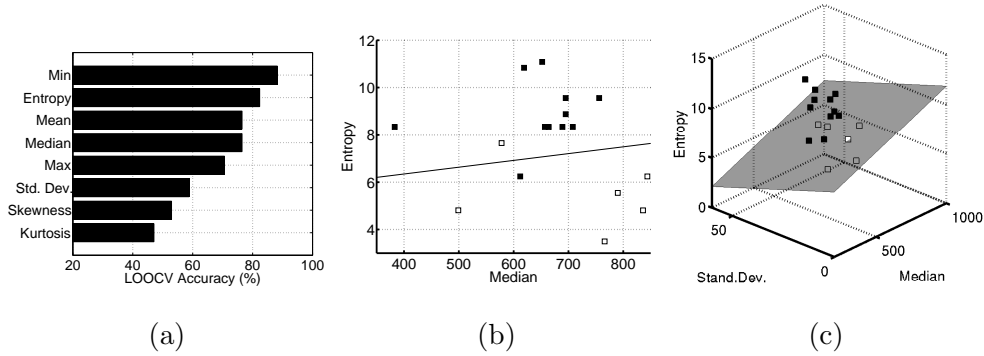 Min
Entropy
Mean
Median
Max
Std. Dev.
Skewness
Kurtosis
20 40 60 80 100
LOOCV Accuracy (%)
(a)
12
10
8
6
4
Entropy
400 500 600 700 800
Median
(b)
15
10
5
0
Entropy
50
0
Stand.Dev.
500
1000
Median
(c)